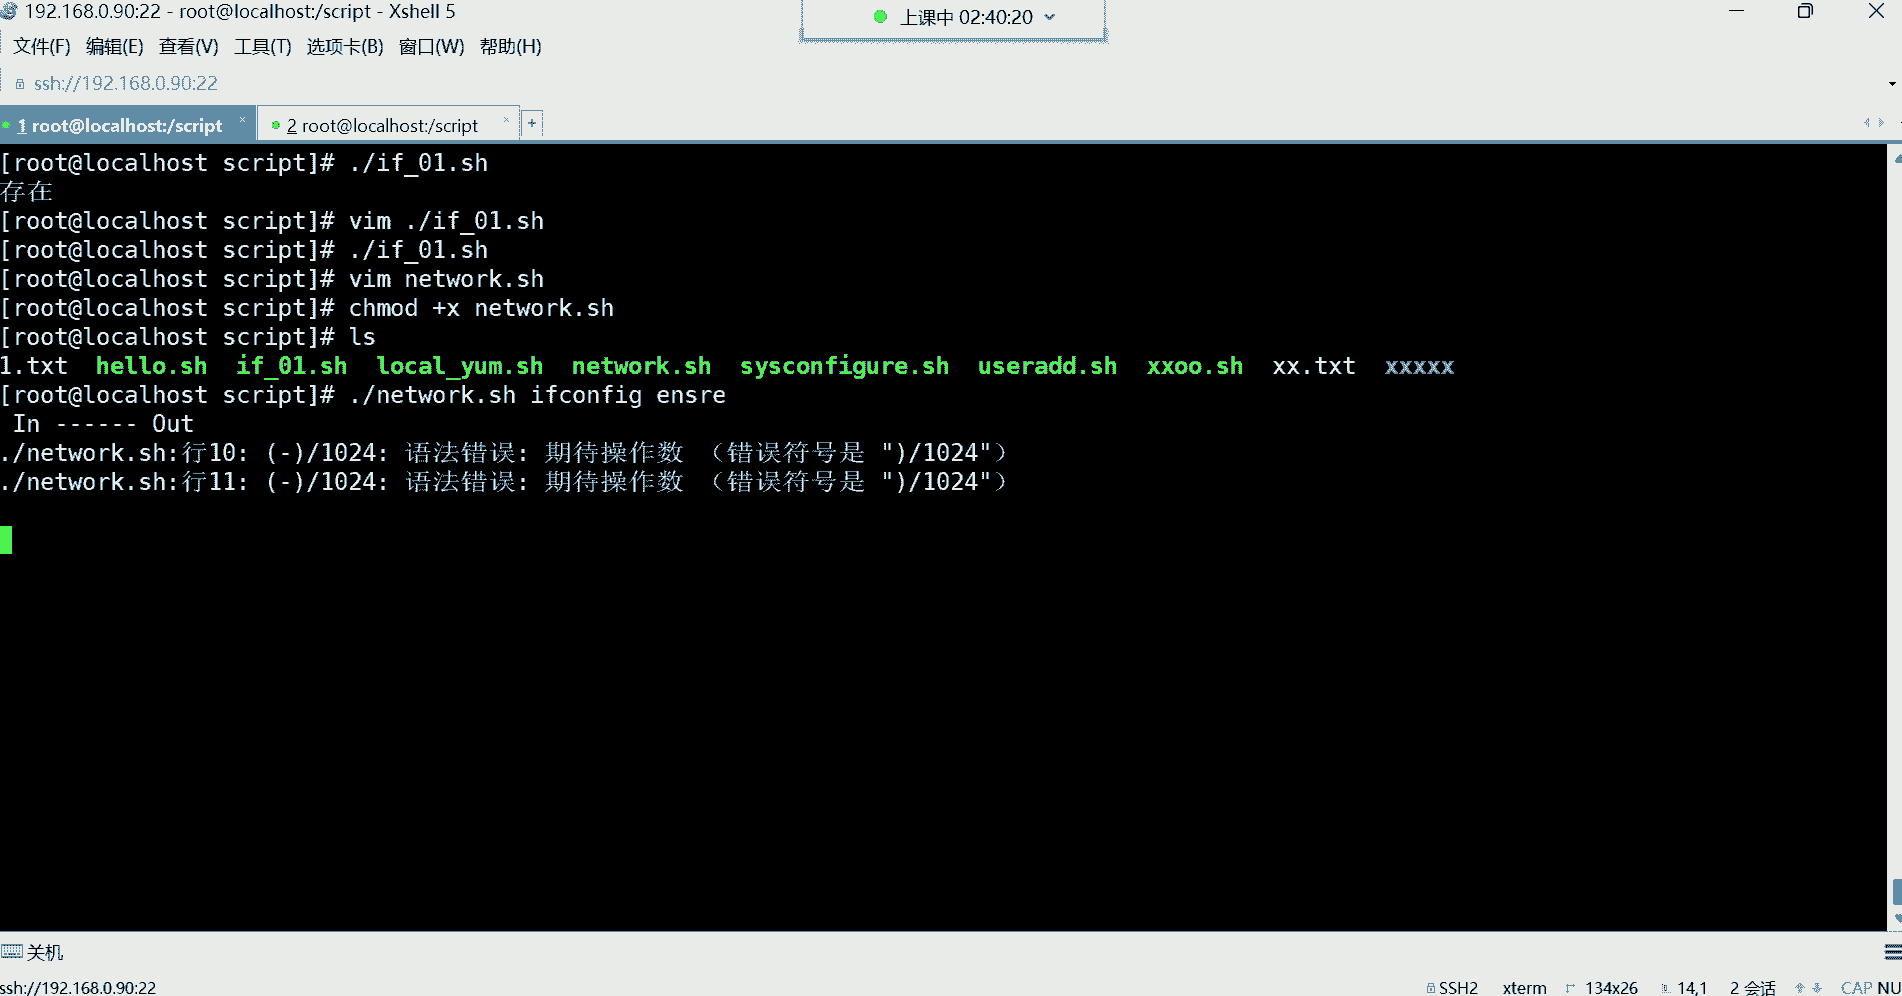 192.168.0.90:22 - root@localhost:/script - Xshell 5
上课中 02:40:20
文件(F) 编辑(E) 查看(V) 工具(T) 选项卡(B) 窗口(W) 帮助(H)
ssh://192.168.0.90:22
1 root@localhost:/script × 2 root@localhost:/script × +
[root@localhost script]# ./if_01.sh
存在
[root@localhost script]# vim ./if_01.sh
[root@localhost script]# ./if_01.sh
[root@localhost script]# vim network.sh
[root@localhost script]# chmod +x network.sh
[root@localhost script]# ls
1.txt hello.sh if_01.sh local_yum.sh network.sh sysconfigure.sh useradd.sh xxoo.sh xx.txt xxxxx
[root@localhost script]# ./network.sh ifconfig ensre
In ------ Out
./network.sh:行10: (-)/1024: 语法错误: 期待操作数 （错误符号是 ")/1024"）
./network.sh:行11: (-)/1024: 语法错误: 期待操作数 （错误符号是 ")/1024"）
关机
ssh://192.168.0.90:22 SSH2 xterm 134x26 14,1 2 会话 CAP NU